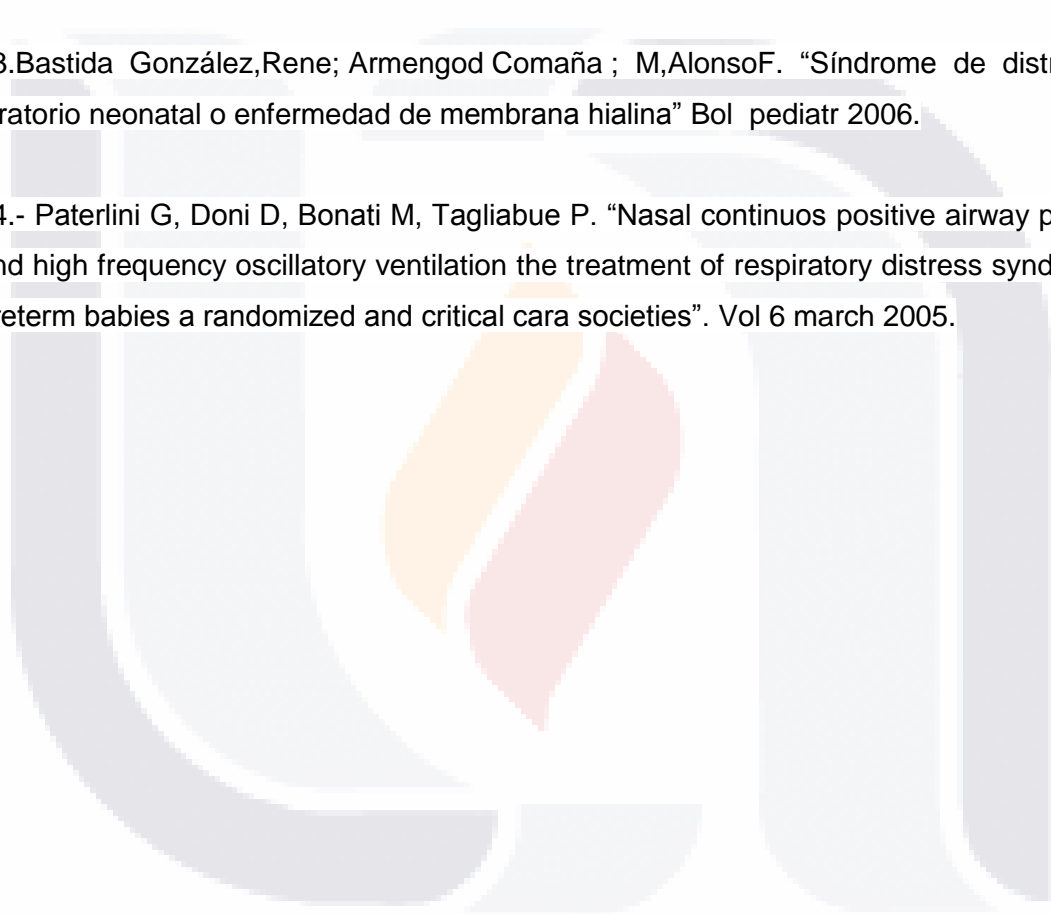 3.Bastida González,Rene; Armengod Comaña ; M,AlonsoF. “Síndrome de distr
ratorio neonatal o enfermedad de membrana hialina” Bol pediatr 2006.
4.- Paterlini G, Doni D, Bonati M, Tagliabue P. “Nasal continuos positive airway p
nd high frequency oscillatory ventilation the treatment of respiratory distress synd
reterm babies a randomized and critical cara societies”. Vol 6 march 2005.